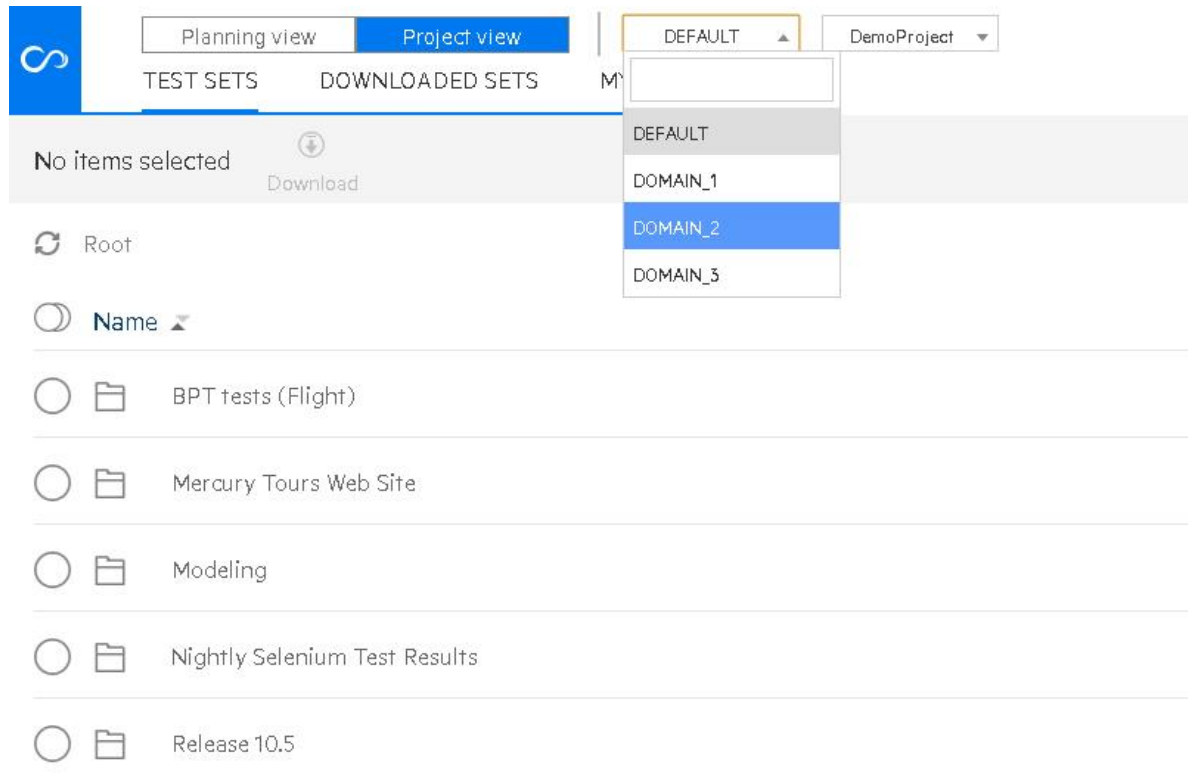 Planning view
Project view
DEFAULT
DemoProject
TEST SETS
DOWNLOADED SETS
MY
DEFAULT
DOMAIN_1
DOMAIN_2
DOMAIN_3
No items selected
Download
Root
Name
BPT tests (Flight)
Mercury Tours Web Site
Modeling
Nightly Selenium Test Results
Release 10.5